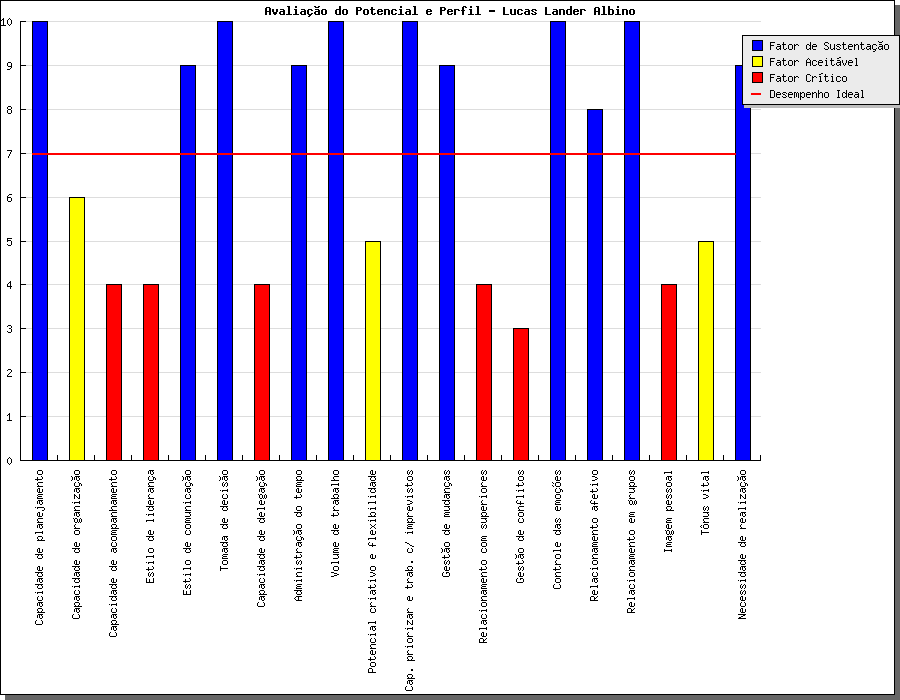 Avaliação do Potencial e Perfil - Lucas Lander Albino
Fator de Sustentação
Fator Aceitável
Fator Crítico
Desempenho Ideal
10
9
8
7
6
5
4
3
2
1
0
Capacidade de planejamento
Capacidade de organização
Capacidade de acompanhamento
Estilo de liderança
Estilo de comunicação
Tomada de decisão
Capacidade de delegação
Administração do tempo
Volume de trabalho
Potencial criativo e flexibilidade
Cap. priorizar e trab. c/ imprevistos
Gestão de mudanças
Relacionamento com superiores
Gestão de conflitos
Controle das emoções
Relacionamento afetivo
Relacionamento em grupos
Imagem pessoal
Tônus vital
Necessidade de realização